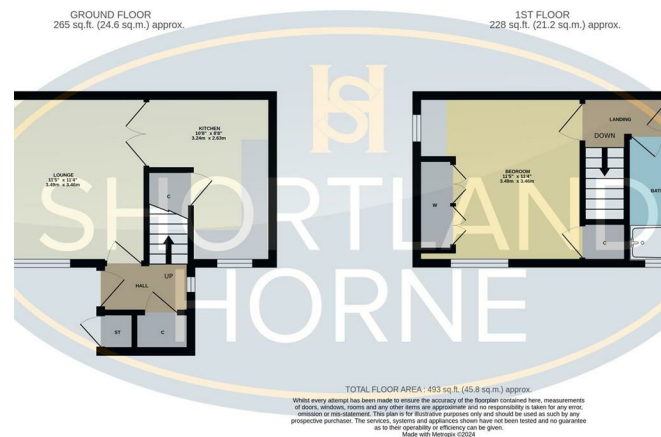 GROUND FLOOR
265 sq.ft. (24.6 sq.m.) approx.
1ST FLOOR
228 sq.ft. (21.2 sq.m.) approx.
HS
SHORTLAND
HORNE
KITCHEN
10'8" x 8'8"
3.24m x 2.63m
LOUNGE
11'5" x 11'4"
3.49m x 3.46m
C
UP
HALL
ST
C
LANDING
DOWN
BEDROOM
11'5" x 11'4"
3.49m x 3.46m
W
C
BAT
TOTAL FLOOR AREA : 493 sq.ft. (45.8 sq.m.) approx.
Whilst every attempt has been made to ensure the accuracy of the floorplan contained here, measurements
of doors, windows, rooms and any other items are approximate and no responsibility is taken for any error,
omission or mis-statement. This plan is for illustrative purposes only and should be used as such by any
prospective purchaser. The services, systems and appliances shown have not been tested and no guarantee
as to their operability or efficiency can be given.
Made with Metropix ©2024